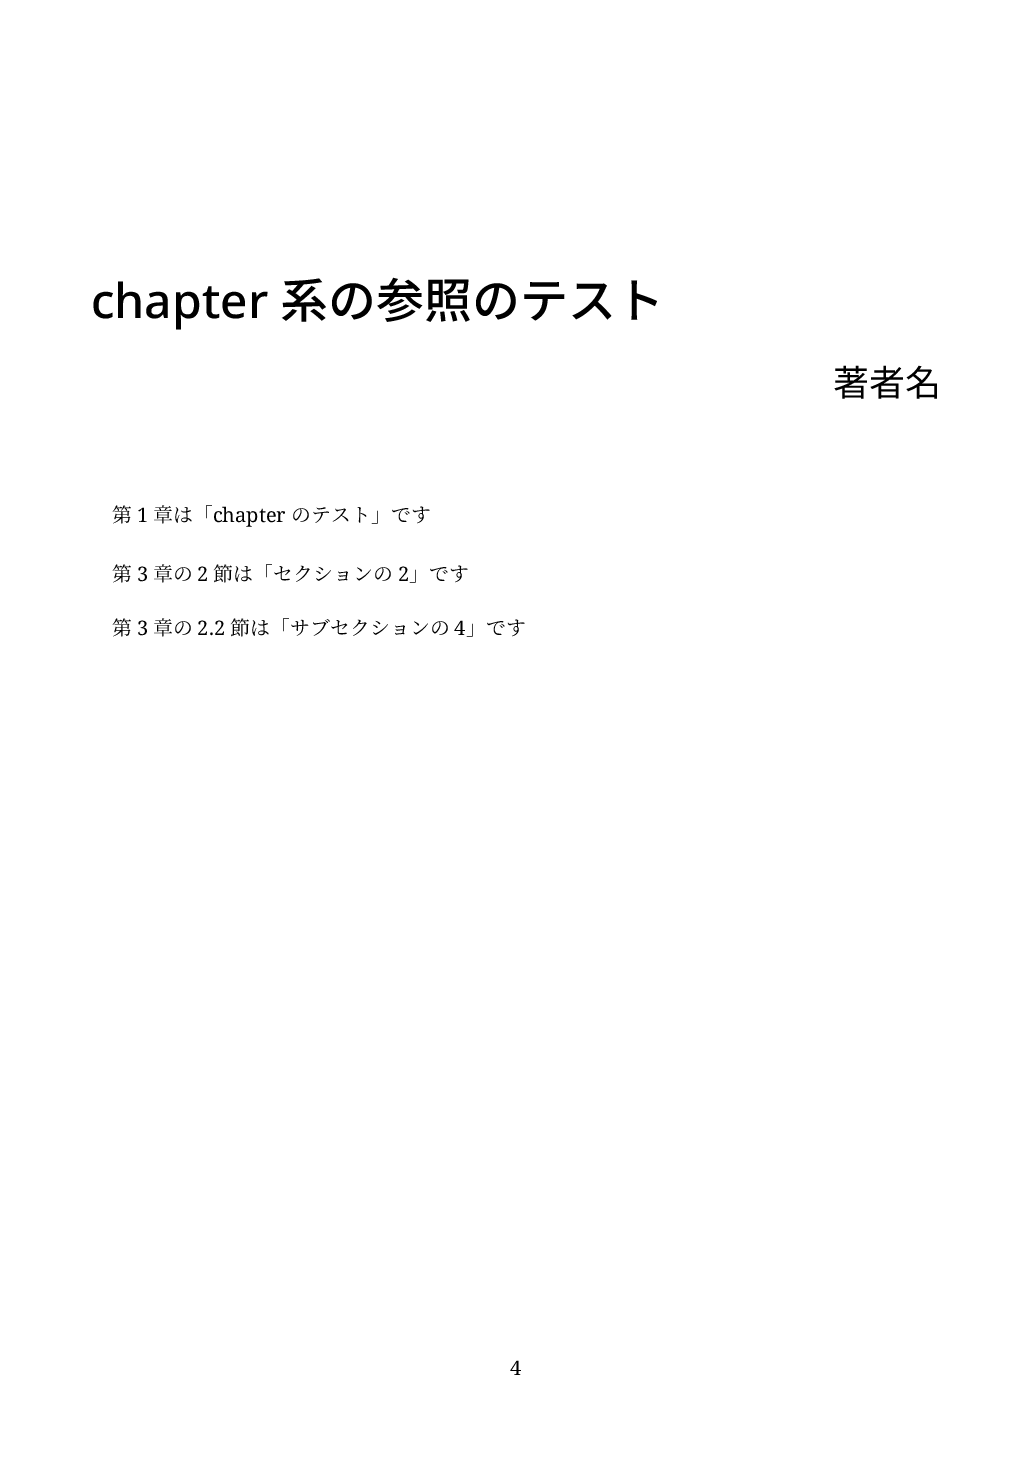 chapter 系の参照のテスト
著者名
第 1 章は「chapter のテスト」です
第 3 章の 2 節は「セクションの 2」です
第 3 章の 2.2 節は「サブセクションの 4」です
4